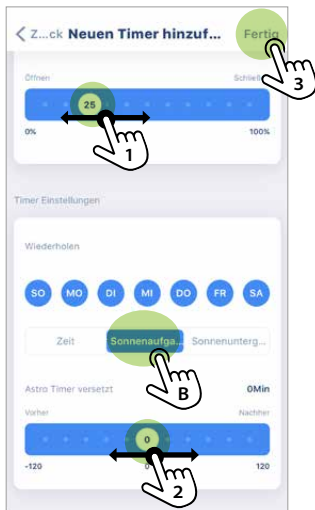 Z...ck Neuen Timer hinzuf... Fertig
3
Öffnen Schließ
25
0% 100%
1
Timer Einstellungen
Wiederholen
SO MO DI MI DO FR SA
Zeit Sonnenaufga... Sonnenunterg...
B
Astro Timer versetzt 0Min
Vorher Nachher
0
-120 0 120
2